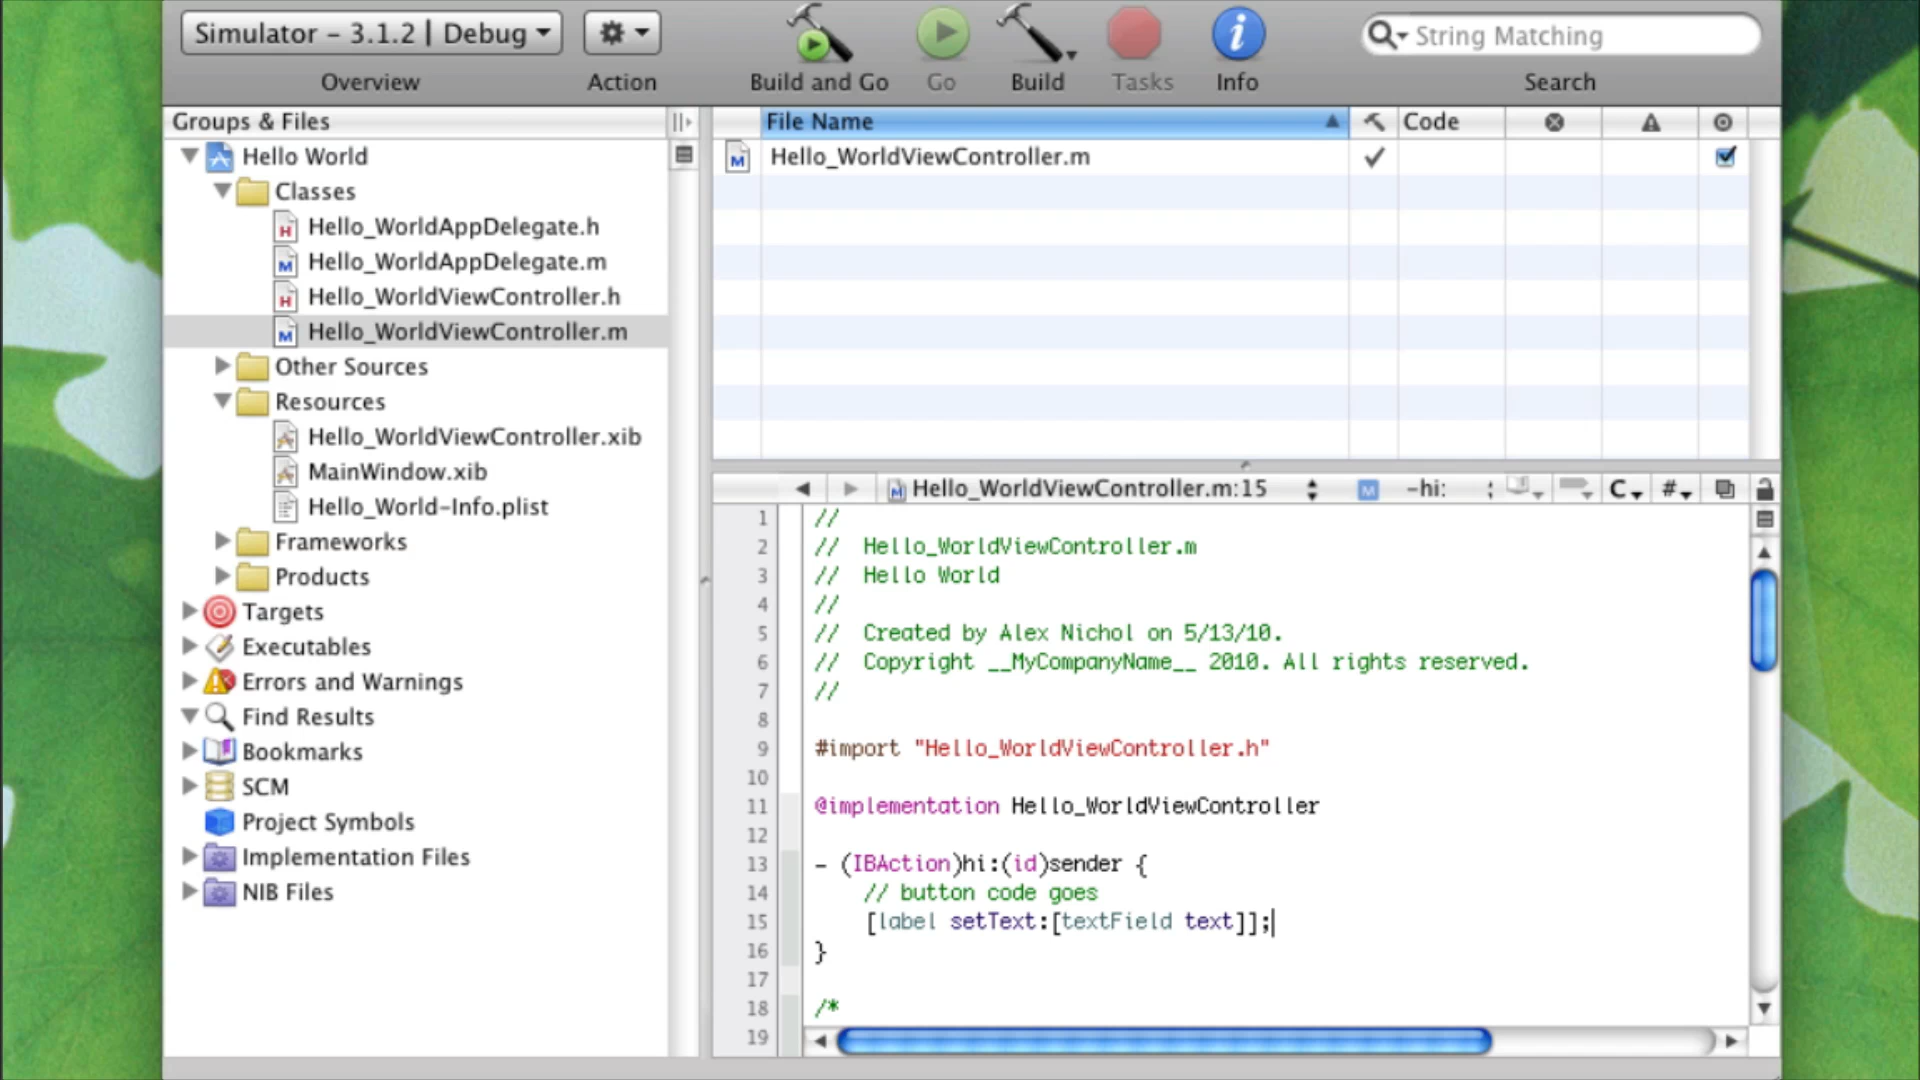 Simulator – 3.1.2 | Debug
Overview
Action
Build and Go
Go
Build
Tasks
Info
String Matching
Search
Groups & Files
Hello World
Classes
Hello_WorldAppDelegate.h
Hello_WorldAppDelegate.m
Hello_WorldViewController.h
Hello_WorldViewController.m
Other Sources
Resources
Hello_WorldViewController.xib
MainWindow.xib
Hello_World-Info.plist
Frameworks
Products
Targets
Executables
Errors and Warnings
Find Results
Bookmarks
SCM
Project Symbols
Implementation Files
NIB Files
File Name
Code
Hello_WorldViewController.m
Hello_WorldViewController.m:15
-hi:
C
#
1 //
2 // Hello_WorldViewController.m
3 // Hello World
4 //
5 // Created by Alex Nichol on 5/13/10.
6 // Copyright __MyCompanyName__ 2010. All rights reserved.
7 //
8
9 #import "Hello_WorldViewController.h"
10
11 @implementation Hello_WorldViewController
12
13 - (IBAction)hi:(id)sender {
14 // button code goes
15 [label setText:[textField text]];
16 }
17
18 /*
19